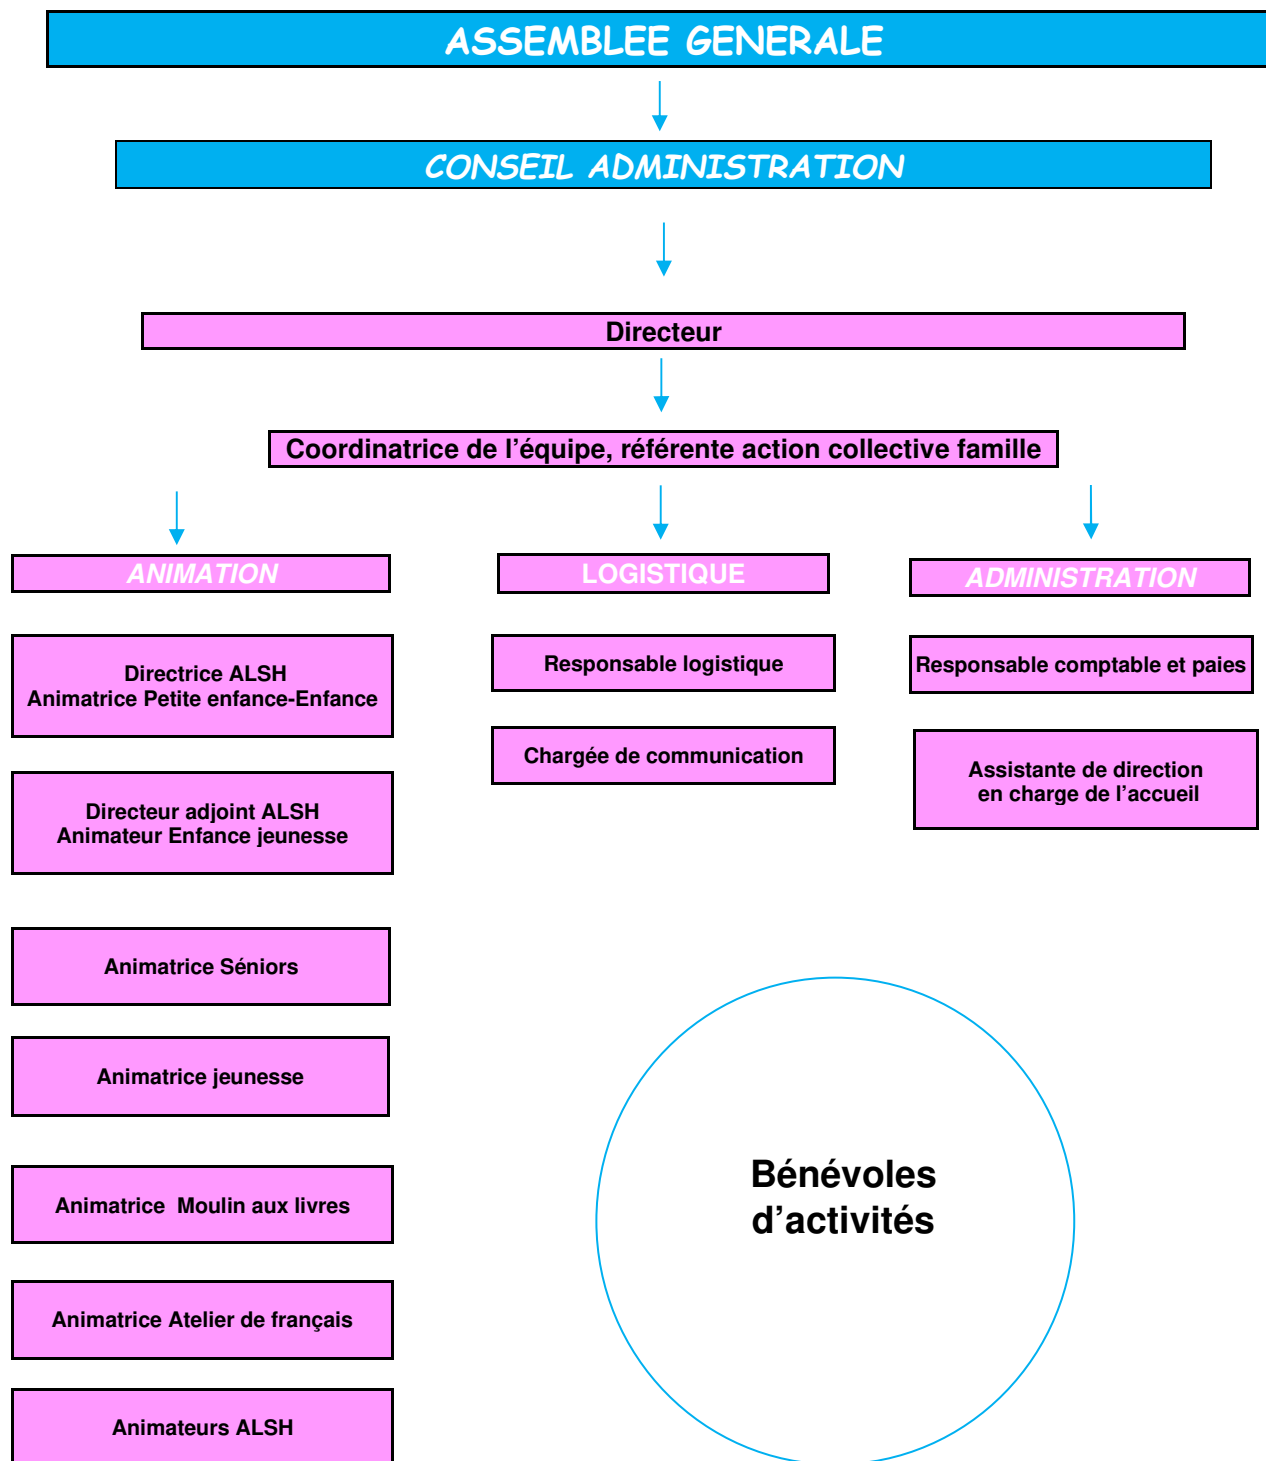 ASSEMBLEE GENERALE
CONSEIL ADMINISTRATION
Directeur
Coordinatrice de l’équipe, référente action collective famille
ANIMATION
LOGISTIQUE
ADMINISTRATION
Directrice ALSH
Animatrice Petite enfance-Enfance
Responsable logistique
Responsable comptable et paies
Chargée de communication
Assistante de direction
en charge de l’accueil
Directeur adjoint ALSH
Animateur Enfance jeunesse
Animatrice Séniors
Animatrice jeunesse
Animatrice Moulin aux livres
Bénévoles
d’activités
Animatrice Atelier de français
Animateurs ALSH